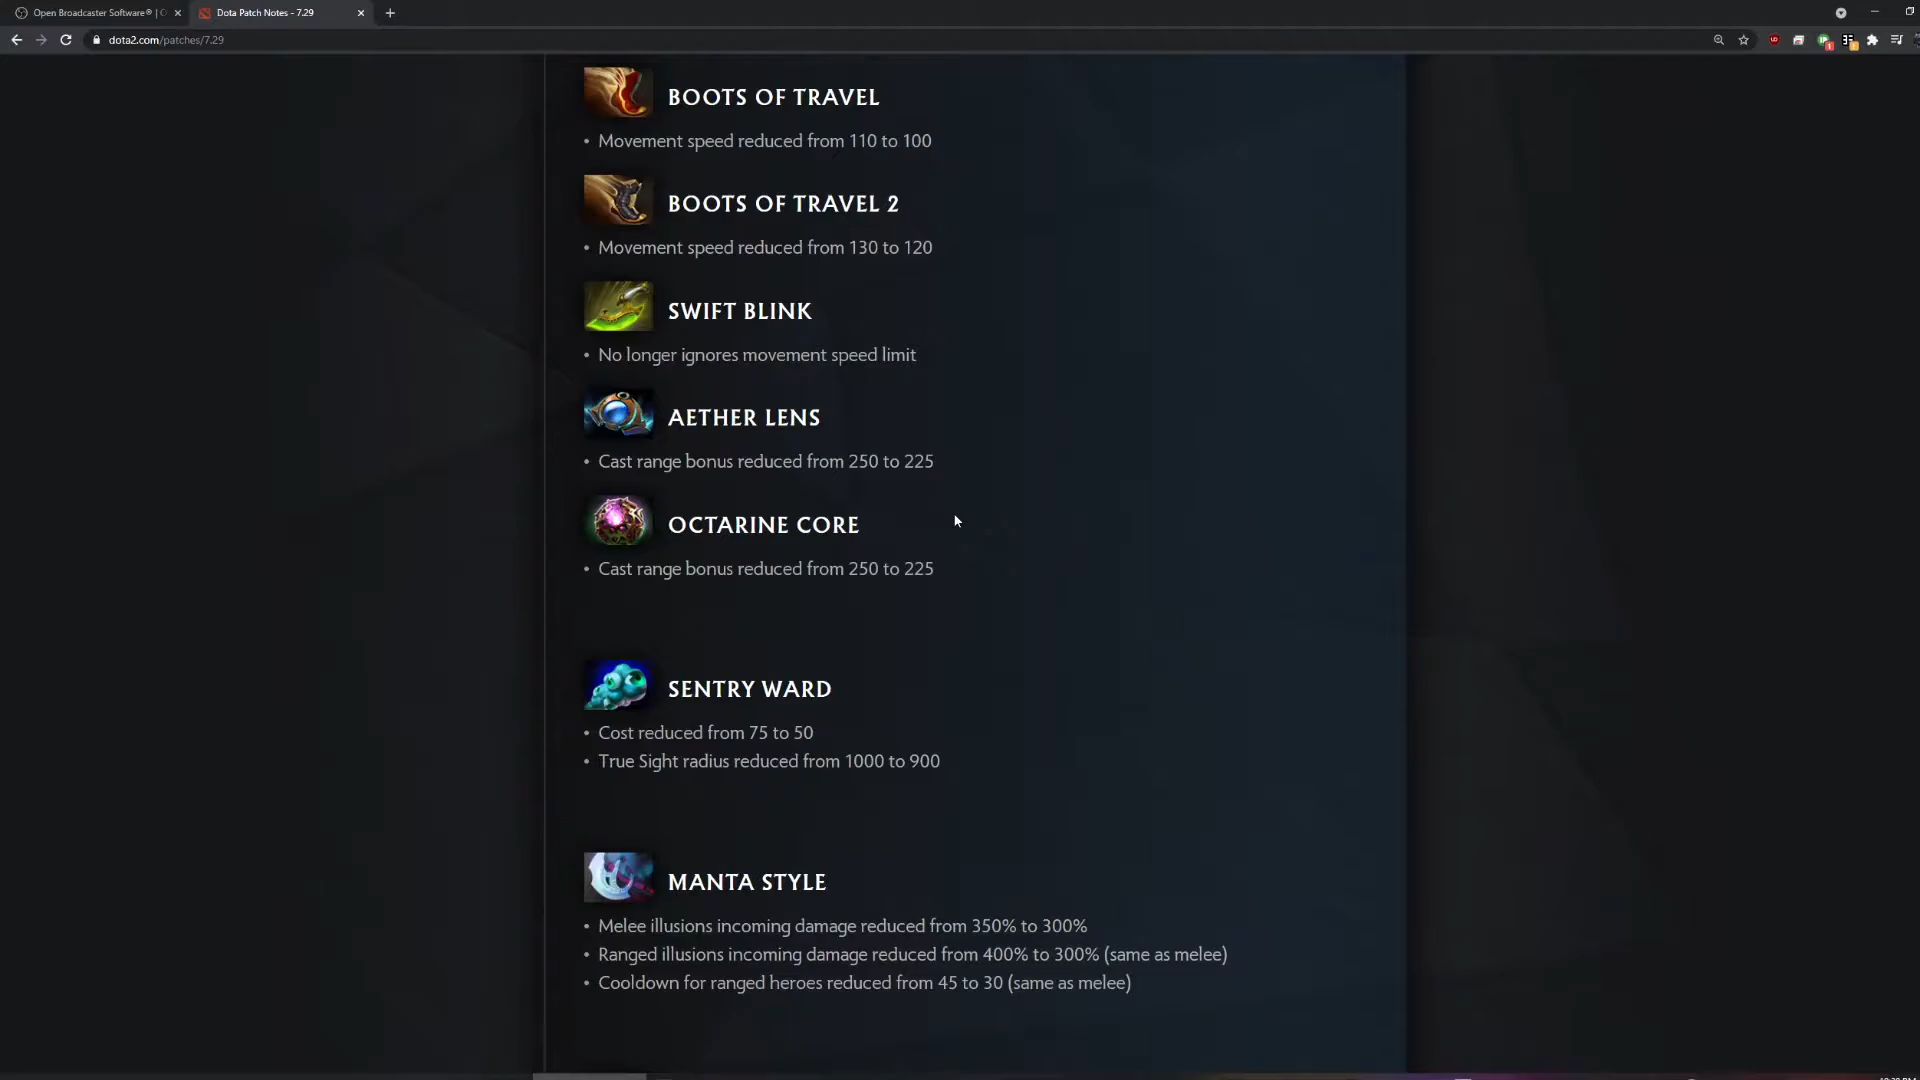 Open Broadcaster Software® |
Dota Patch Notes - 7.29
dota2.com/patches/7.29
BOOTS OF TRAVEL
• Movement speed reduced from 110 to 100
BOOTS OF TRAVEL 2
• Movement speed reduced from 130 to 120
SWIFT BLINK
• No longer ignores movement speed limit
AETHER LENS
• Cast range bonus reduced from 250 to 225
OCTARINE CORE
• Cast range bonus reduced from 250 to 225
SENTRY WARD
• Cost reduced from 75 to 50
• True Sight radius reduced from 1000 to 900
MANTA STYLE
• Melee illusions incoming damage reduced from 350% to 300%
• Ranged illusions incoming damage reduced from 400% to 300% (same as melee)
• Cooldown for ranged heroes reduced from 45 to 30 (same as melee)